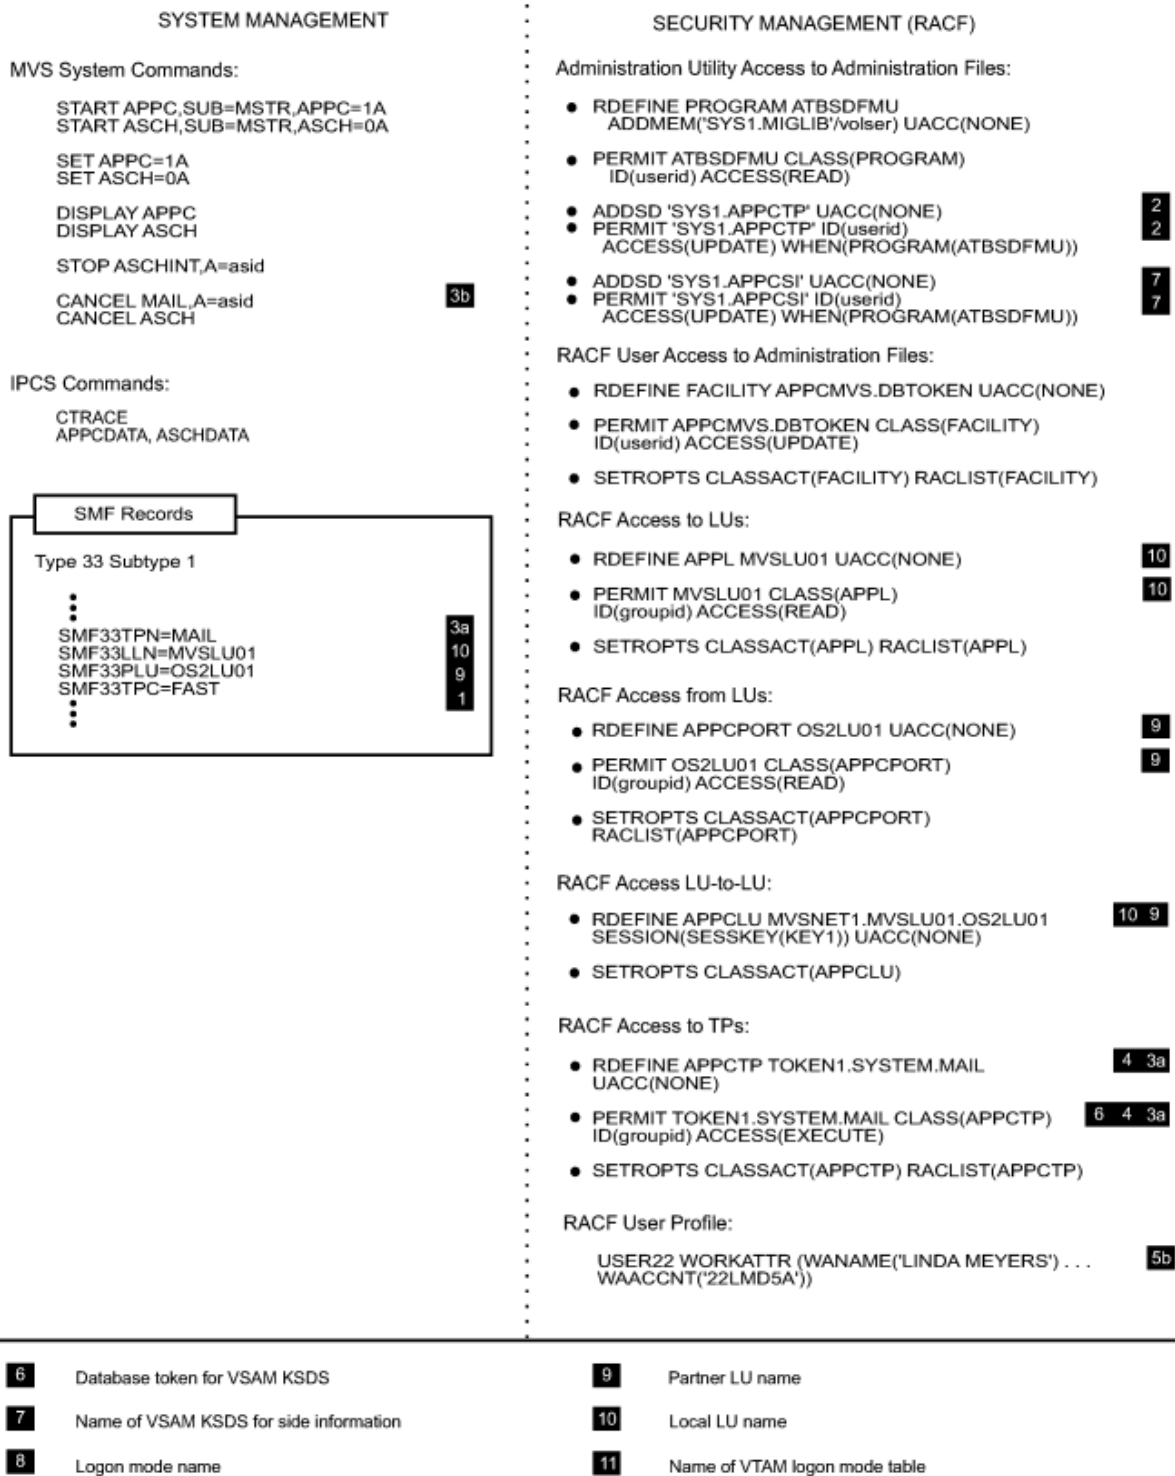 SYSTEM MANAGEMENT
MVS System Commands:
START APPC,SUB=MSTR,APPC=1A
START ASCH,SUB=MSTR,ASCH=0A
SET APPC=1A
SET ASCH=0A
DISPLAY APPC
DISPLAY ASCH
STOP ASCHINT,A=asid
CANCEL MAIL,A=asid 3b
CANCEL ASCH
IPCS Commands:
CTRACE
APPCDATA, ASCHDATA
SMF Records
Type 33 Subtype 1
SMF33TPN=MAIL 3a
SMF33LLN=MVSLU01 10
SMF33PLU=OS2LU01 9
SMF33TPC=FAST 1
SECURITY MANAGEMENT (RACF)
Administration Utility Access to Administration Files:
● RDEFINE PROGRAM ATBSDFMU
ADDMEM('SYS1.MIGLIB'/volser) UACC(NONE)
● PERMIT ATBSDFMU CLASS(PROGRAM)
ID(userid) ACCESS(READ)
● ADDSD 'SYS1.APPCTP' UACC(NONE) 2
● PERMIT 'SYS1.APPCTP' ID(userid) 2
ACCESS(UPDATE) WHEN(PROGRAM(ATBSDFMU))
● ADDSD 'SYS1.APPCSI' UACC(NONE) 7
● PERMIT 'SYS1.APPCSI' ID(userid) 7
ACCESS(UPDATE) WHEN(PROGRAM(ATBSDFMU))
RACF User Access to Administration Files:
● RDEFINE FACILITY APPCMVS.DBTOKEN UACC(NONE)
● PERMIT APPCMVS.DBTOKEN CLASS(FACILITY)
ID(userid) ACCESS(UPDATE)
● SETROPTS CLASSACT(FACILITY) RACLIST(FACILITY)
RACF Access to LUs:
● RDEFINE APPL MVSLU01 UACC(NONE) 10
● PERMIT MVSLU01 CLASS(APPL) 10
ID(groupid) ACCESS(READ)
● SETROPTS CLASSACT(APPL) RACLIST(APPL)
RACF Access from LUs:
● RDEFINE APPCPORT OS2LU01 UACC(NONE) 9
● PERMIT OS2LU01 CLASS(APPCPORT) 9
ID(groupid) ACCESS(READ)
● SETROPTS CLASSACT(APPCPORT)
RACLIST(APPCPORT)
RACF Access LU-to-LU:
● RDEFINE APPCLU MVSNET1.MVSLU01.OS2LU01 10 9
SESSION(SESSKEY(KEY1)) UACC(NONE)
● SETROPTS CLASSACT(APPCLU)
RACF Access to TPs:
● RDEFINE APPCTP TOKEN1.SYSTEM.MAIL 4 3a
UACC(NONE)
● PERMIT TOKEN1.SYSTEM.MAIL CLASS(APPCTP) 6 4 3a
ID(groupid) ACCESS(EXECUTE)
● SETROPTS CLASSACT(APPCTP) RACLIST(APPCTP)
RACF User Profile:
USER22 WORKATTR (WANAME('LINDA MEYERS') . . . 5b
WAACCNT('22LMD5A'))
6 Database token for VSAM KSDS
7 Name of VSAM KSDS for side information
8 Logon mode name
9 Partner LU name
10 Local LU name
11 Name of VTAM logon mode table